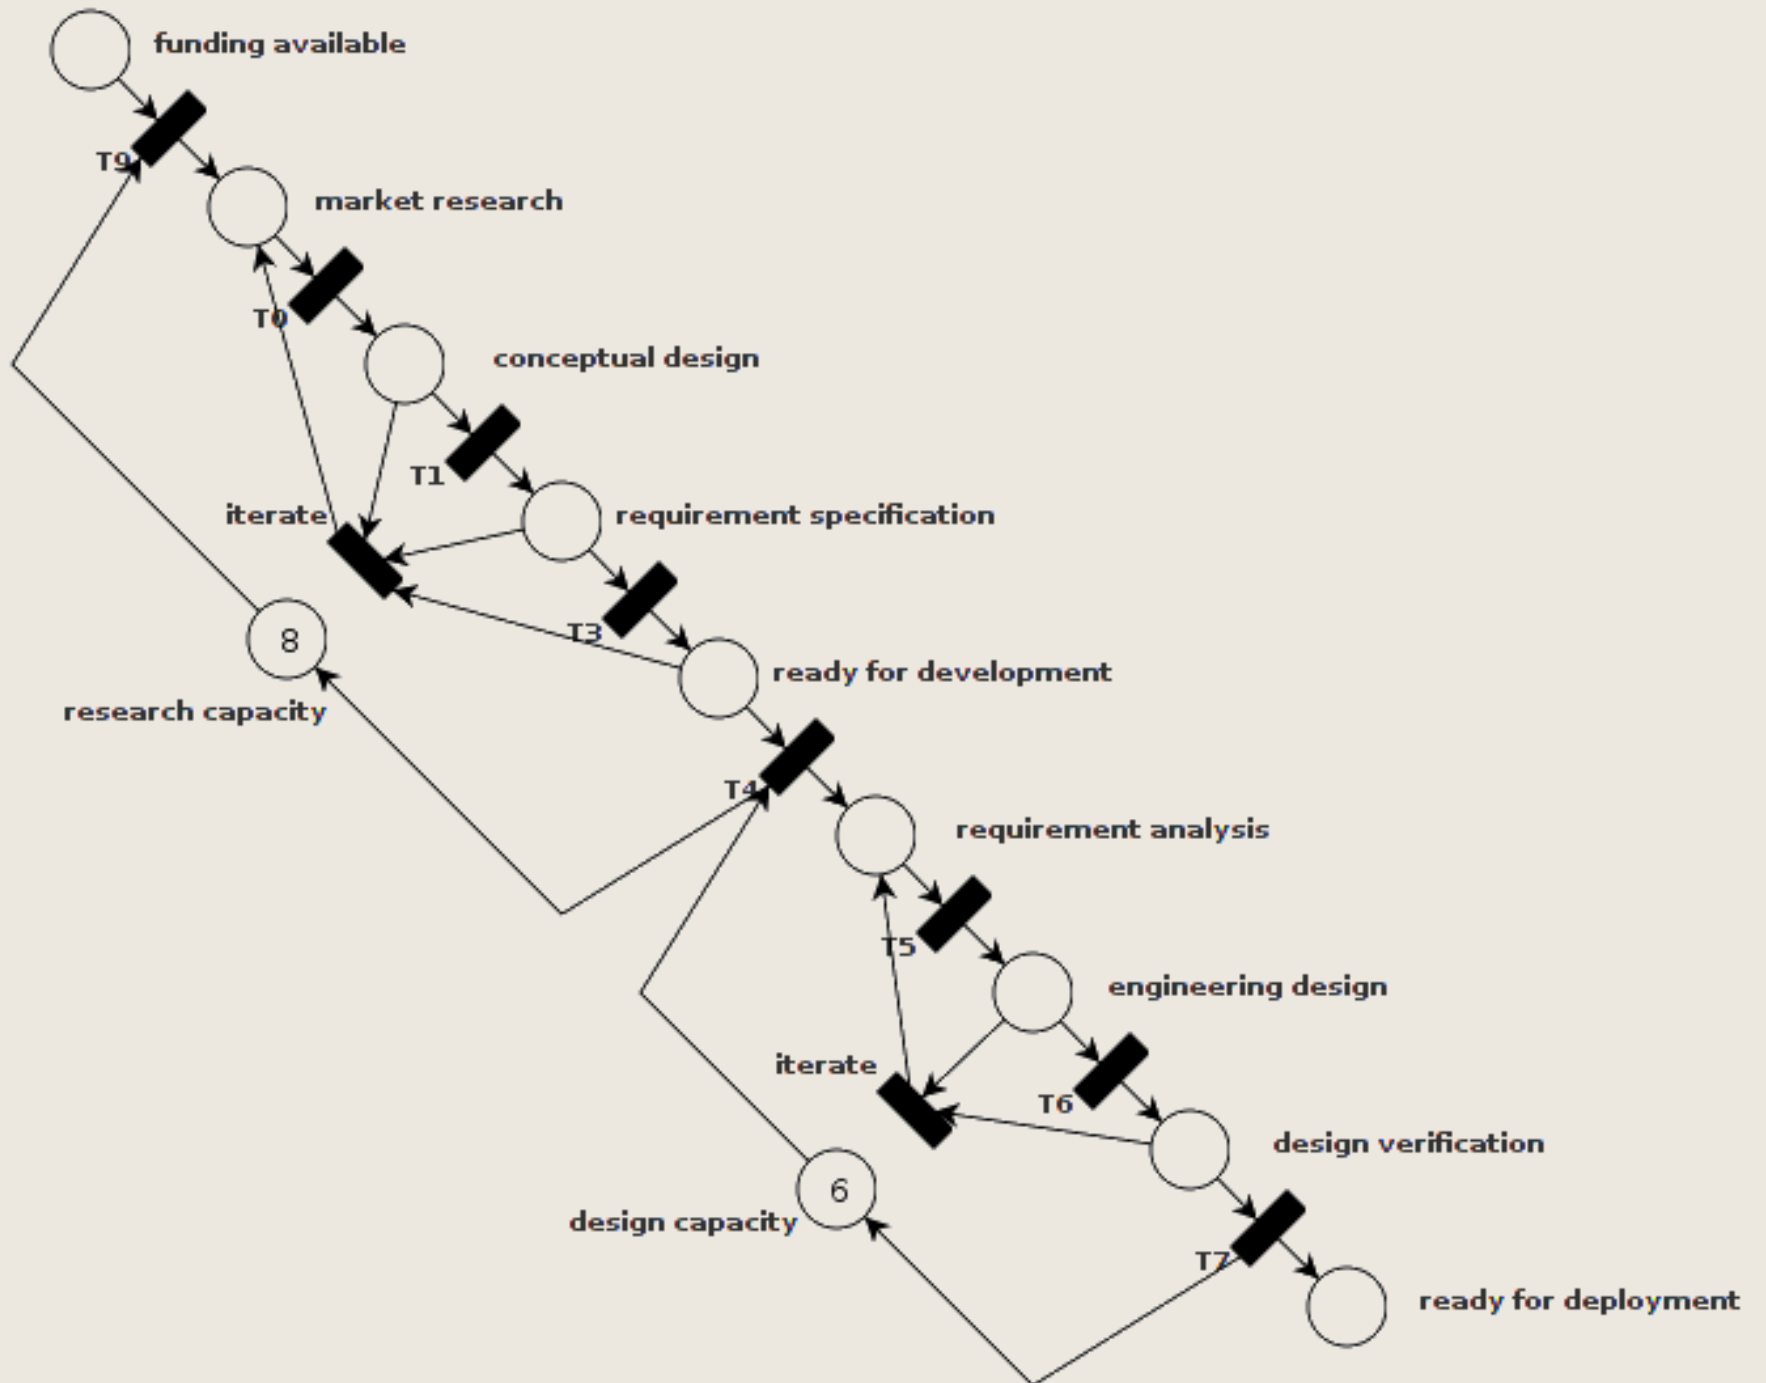 funding available
T9
market research
T0
conceptual design
T1
iterate
requirement specification
T3
8
ready for development
research capacity
T4
requirement analysis
T5
engineering design
iterate
T6
design verification
6
design capacity
T7
ready for deployment